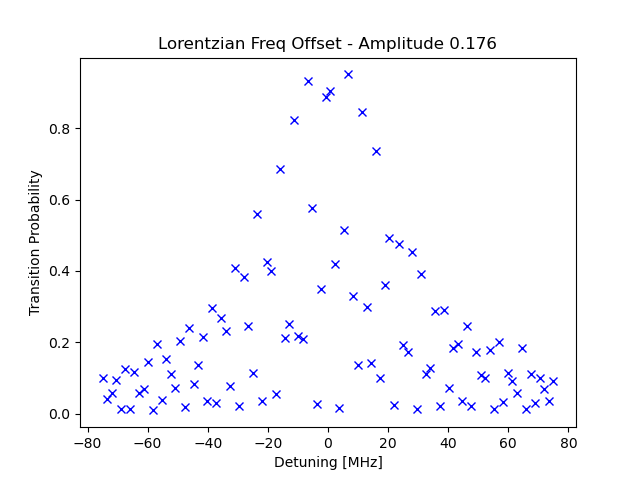 Lorentzian Freq Offset - Amplitude 0.176
Transition Probability
0.8
0.6
0.4
0.2
0.0
−80 −60 −40 −20 0 20 40 60 80
Detuning [MHz]